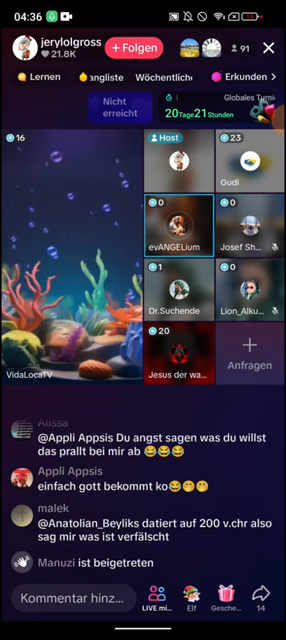 04:36
jerylolgross
21.8K
+ Folgen
91
Lernen
angliste
Wöchentliche
Erkunden >
Nicht
erreicht
Globales Turni
20Tage21Stunden
16
Host
23
Gudi
0
0
evANGELium
Josef Sh...
1
0
Dr.Suchende
Lion_Alku...
20
VidaLocaTV
Jesus der wa...
Anfragen
Alissa
@Appli Appsis Du angst sagen was du willst
das prallt bei mir ab 😂😂😂
Appli Appsis
einfach gott bekommt ko😂🤭🤭
malek
@Anatolian_Beyliks datiert auf 200 v.chr also
sag mir was ist verfälscht
Manuzi ist beigetreten
Kommentar hinz...
LIVE mi...
Elf
Gesche...
14